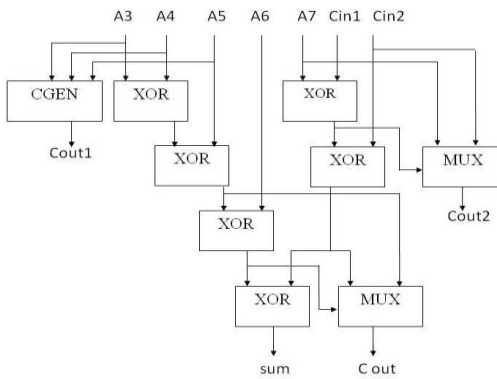 A3 A4 A5 A6 A7 Cin1 Cin2
CGEN XOR XOR
Cout1 XOR XOR MUX
Cout2
XOR
XOR MUX
sum C out